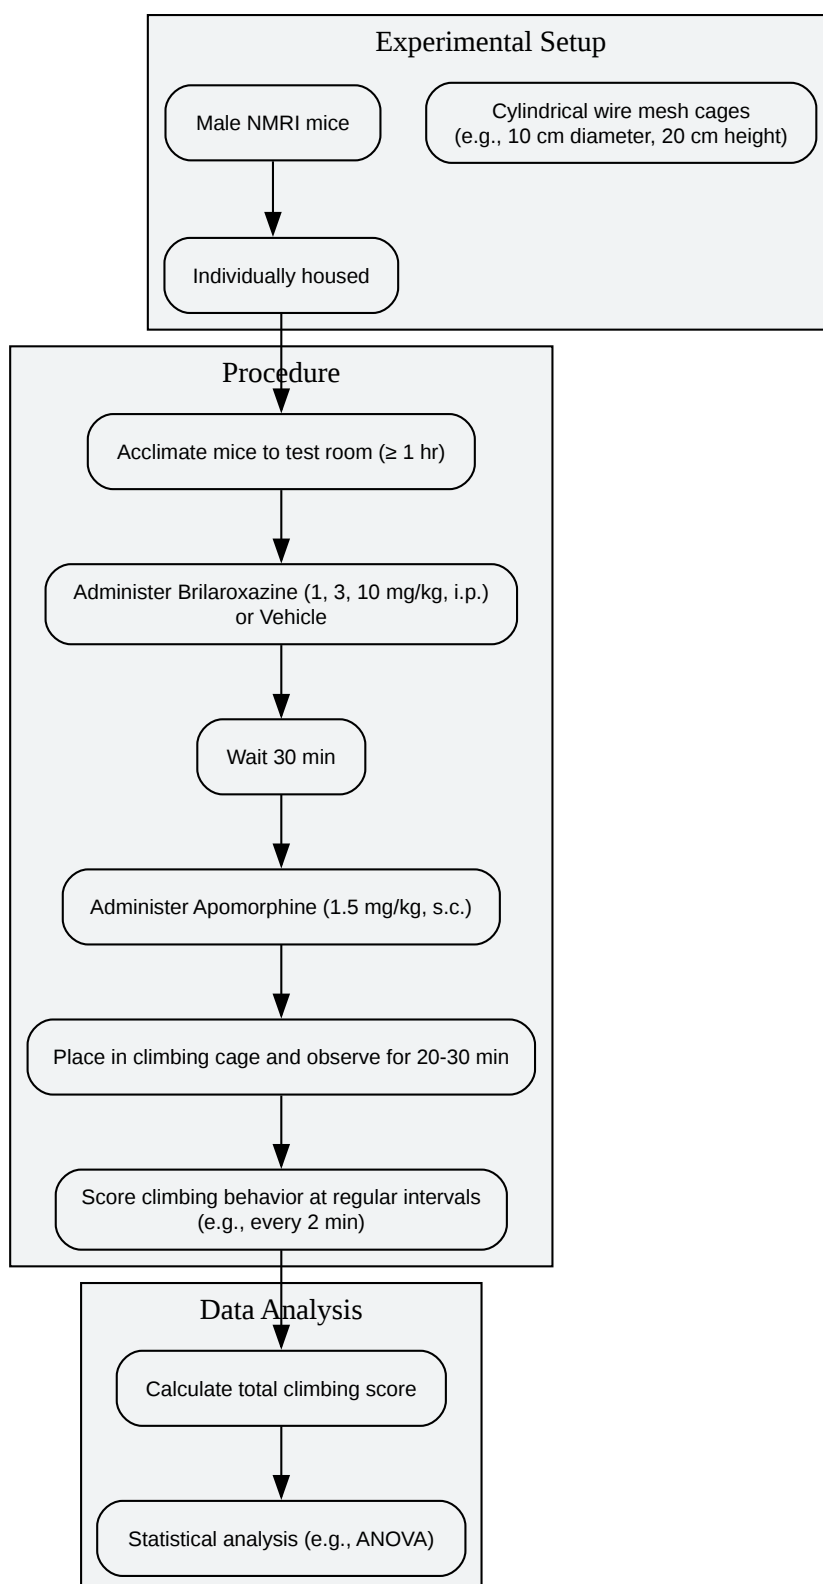 Experimental Setup
Male NMRI mice
Cylindrical wire mesh cages
(e.g., 10 cm diameter, 20 cm height)
Individually housed
Procedure
Acclimate mice to test room (≥ 1 hr)
Administer Brilaroxazine (1, 3, 10 mg/kg, i.p.)
or Vehicle
Wait 30 min
Administer Apomorphine (1.5 mg/kg, s.c.)
Place in climbing cage and observe for 20-30 min
Score climbing behavior at regular intervals
(e.g., every 2 min)
Data Analysis
Calculate total climbing score
Statistical analysis (e.g., ANOVA)